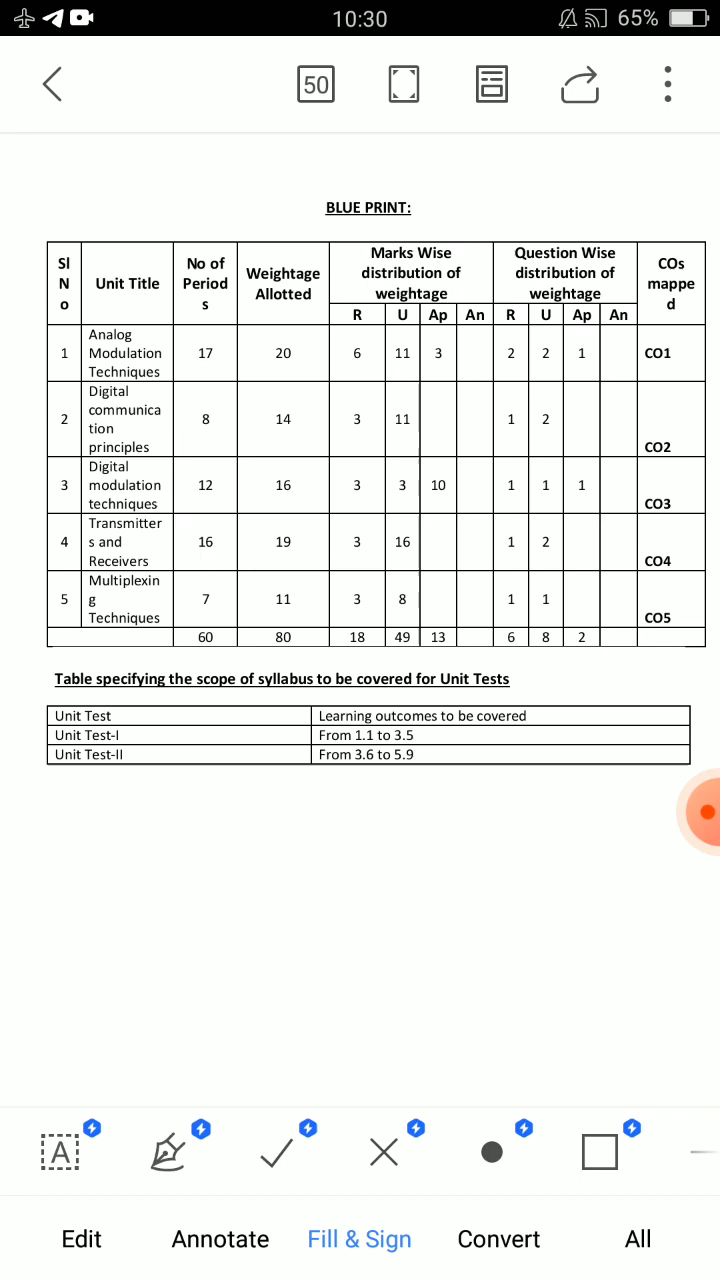 10:30
65%
50
BLUE PRINT:
Sl N o Unit Title No of Period s Weightage Allotted Marks Wise distribution of weightage Question Wise distribution of weightage COs mappe d
R U Ap An R U Ap An
1 Analog Modulation Techniques 17 20 6 11 3 2 2 1 CO1
2 Digital communica tion principles 8 14 3 11 1 2 CO2
3 Digital modulation techniques 12 16 3 3 10 1 1 1 CO3
4 Transmitter s and Receivers 16 19 3 16 1 2 CO4
5 Multiplexin g Techniques 7 11 3 8 1 1 CO5
60 80 18 49 13 6 8 2
Table specifying the scope of syllabus to be covered for Unit Tests
Unit Test Learning outcomes to be covered
Unit Test-I From 1.1 to 3.5
Unit Test-II From 3.6 to 5.9
A
Edit Annotate Fill & Sign Convert All